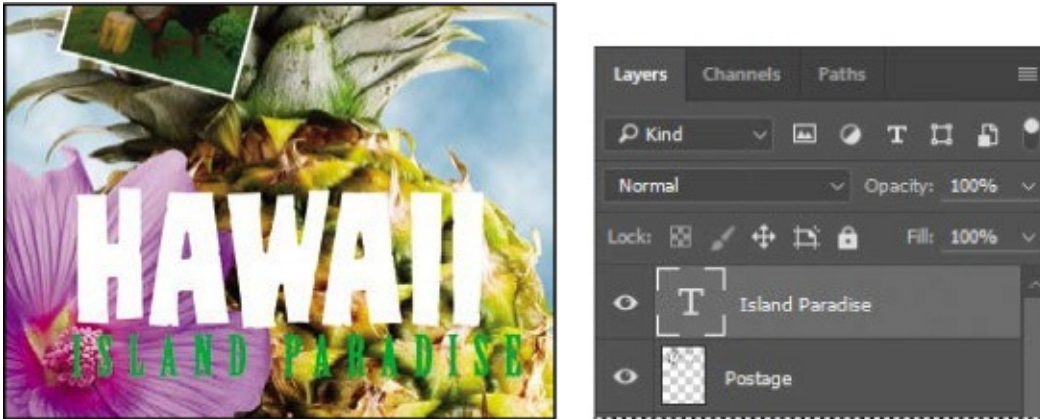 HAWAII
ISLAND PARADISE
Layers Channels Paths
Kind
Normal Opacity: 100%
Lock: Fill: 100%
T Island Paradise
Postage